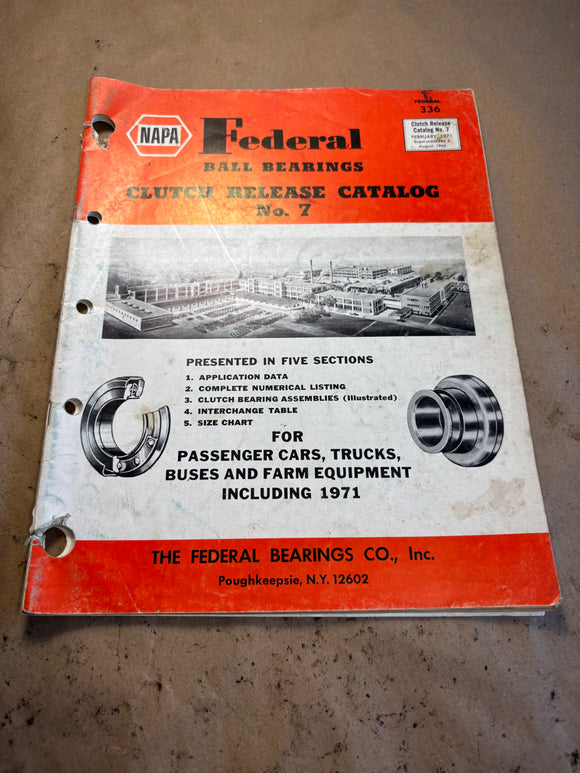 FEDERAL
336
NAPA
Federal
BALL BEARINGS
CLUTCH RELEASE CATALOG
No. 7
Clutch Release
Catalog No. 7
FEBRUARY, 1971
PRESENTED IN FIVE SECTIONS
1. APPLICATION DATA
2. COMPLETE NUMERICAL LISTING
3. CLUTCH BEARING ASSEMBLIES (Illustrated)
4. INTERCHANGE TABLE
5. SIZE CHART
FOR
PASSENGER CARS, TRUCKS,
BUSES AND FARM EQUIPMENT
INCLUDING 1971
THE FEDERAL BEARINGS CO., Inc.
Poughkeepsie, N.Y. 12602